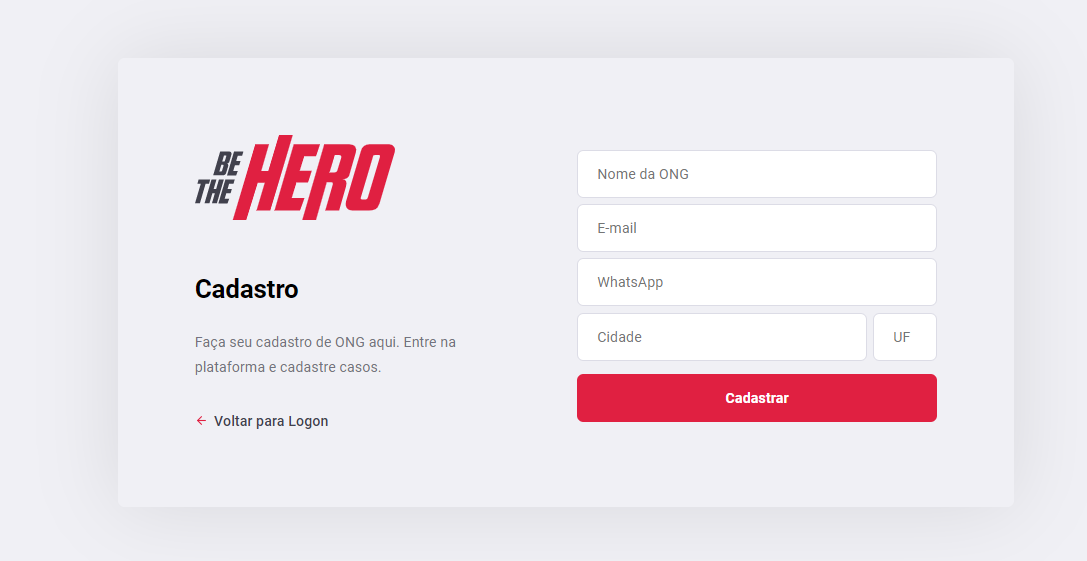 BE
THE HERO
Cadastro
Faça seu cadastro de ONG aqui. Entre na
plataforma e cadastre casos.
Voltar para Logon
Nome da ONG
E-mail
WhatsApp
Cidade UF
Cadastrar